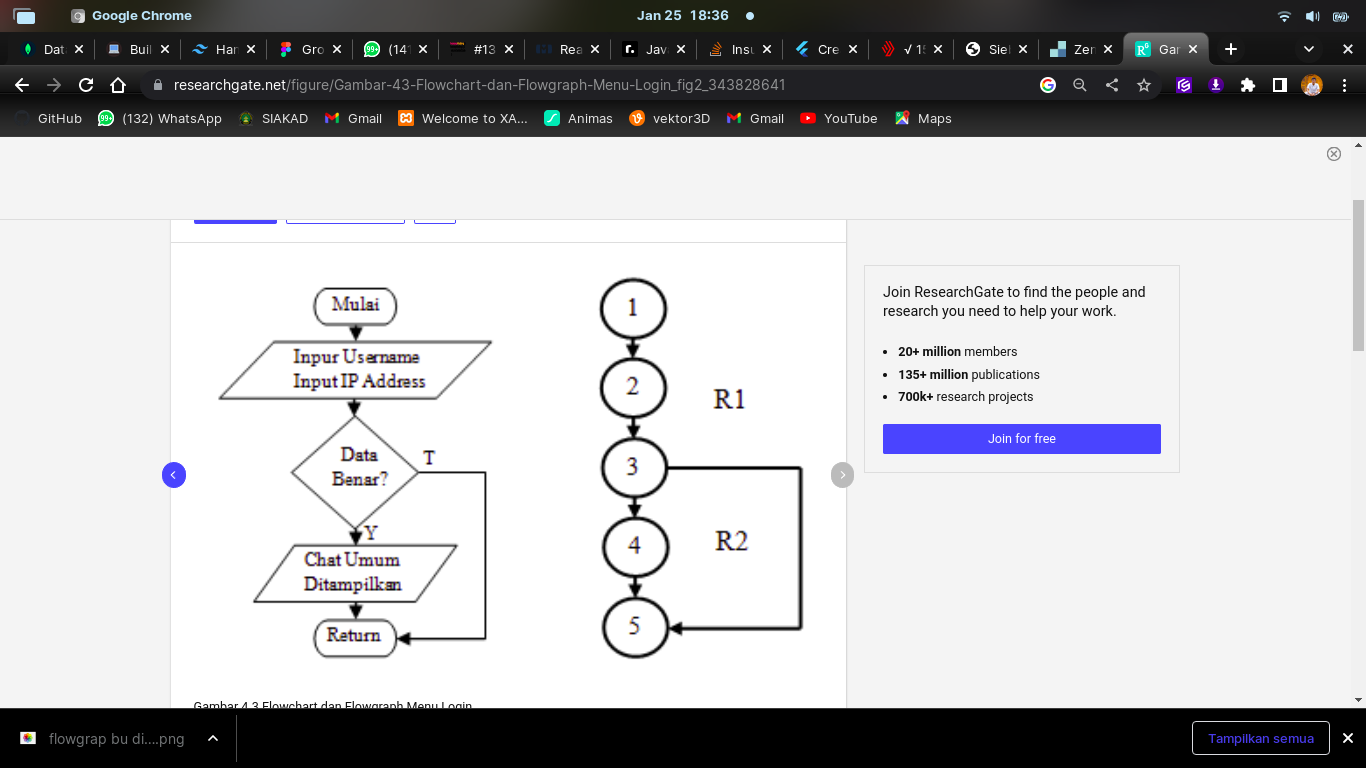 Google Chrome
Jan 25 18:36
Dat
Buil
Han
Gro
(141
#13
Rea
Java
Insu
Cre
√ 15
Siel
Zen
Gar
researchgate.net/figure/Gambar-43-Flowchart-dan-Flowgraph-Menu-Login_fig2_343828641
GitHub
(132) WhatsApp
SIAKAD
Gmail
Welcome to XA...
Animas
vektor3D
Gmail
YouTube
Maps
Mulai
Inpur Username
Input IP Address
Data
Benar?
T
Y
Chat Umum
Ditampilkan
Return
1
2
R1
3
4
R2
5
Join ResearchGate to find the people and
research you need to help your work.
20+ million members
135+ million publications
700k+ research projects
Join for free
Gambar 4.3 Flowchart dan Flowgraph Menu Login
flowgrap bu di....png
Tampilkan semua